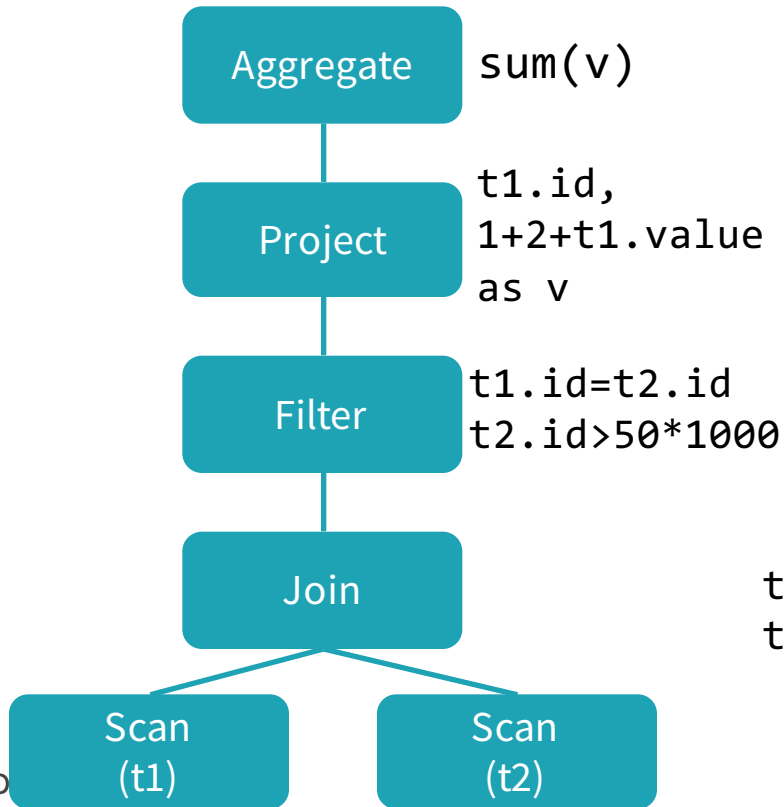 Aggregate
sum(v)
Project
t1.id,
1+2+t1.value
as v
Filter
t1.id=t2.id
t2.id>50*1000
Join
t
t
Scan
(t1)
Scan
(t2)